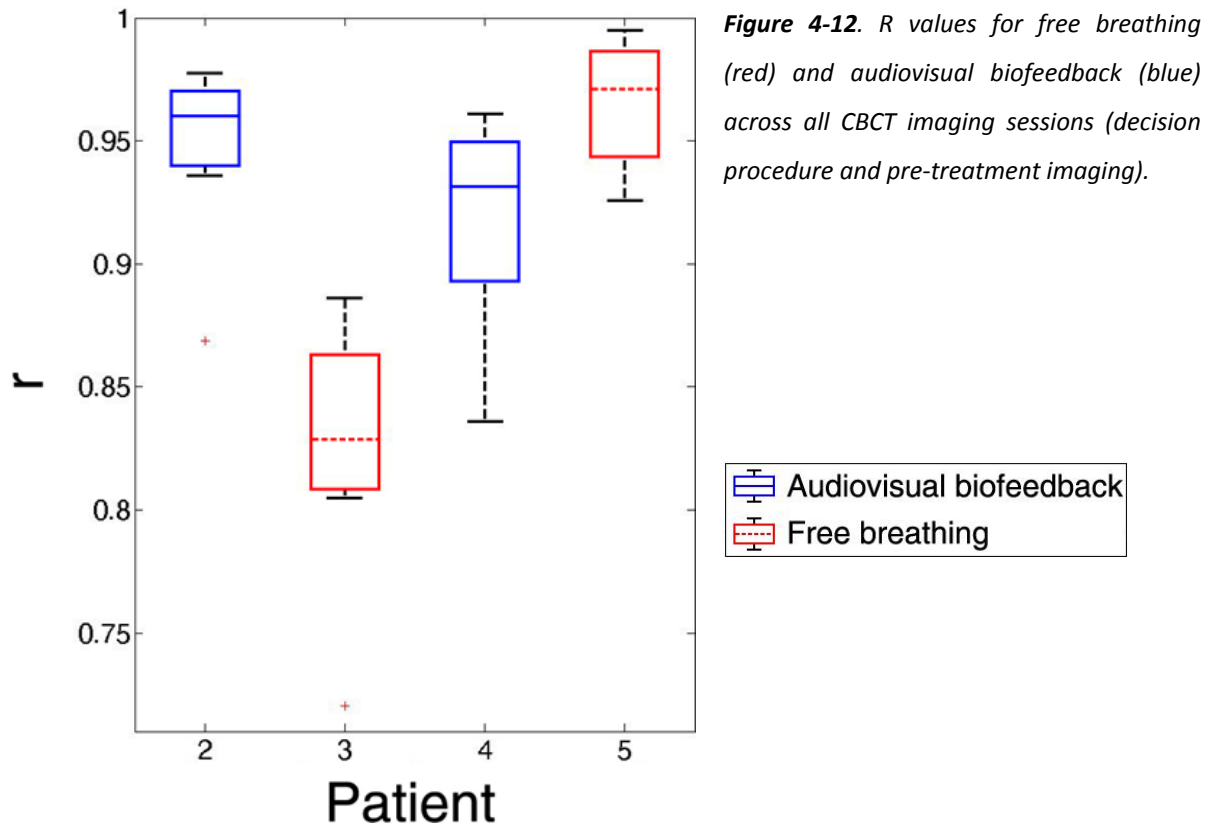 1
0.95
0.9
0.85
0.8
0.75
r
2 3 4 5
Patient
Figure 4-12. R values for free breathing
(red) and audiovisual biofeedback (blue)
across all CBCT imaging sessions (decision
procedure and pre-treatment imaging).
Audiovisual biofeedback
Free breathing